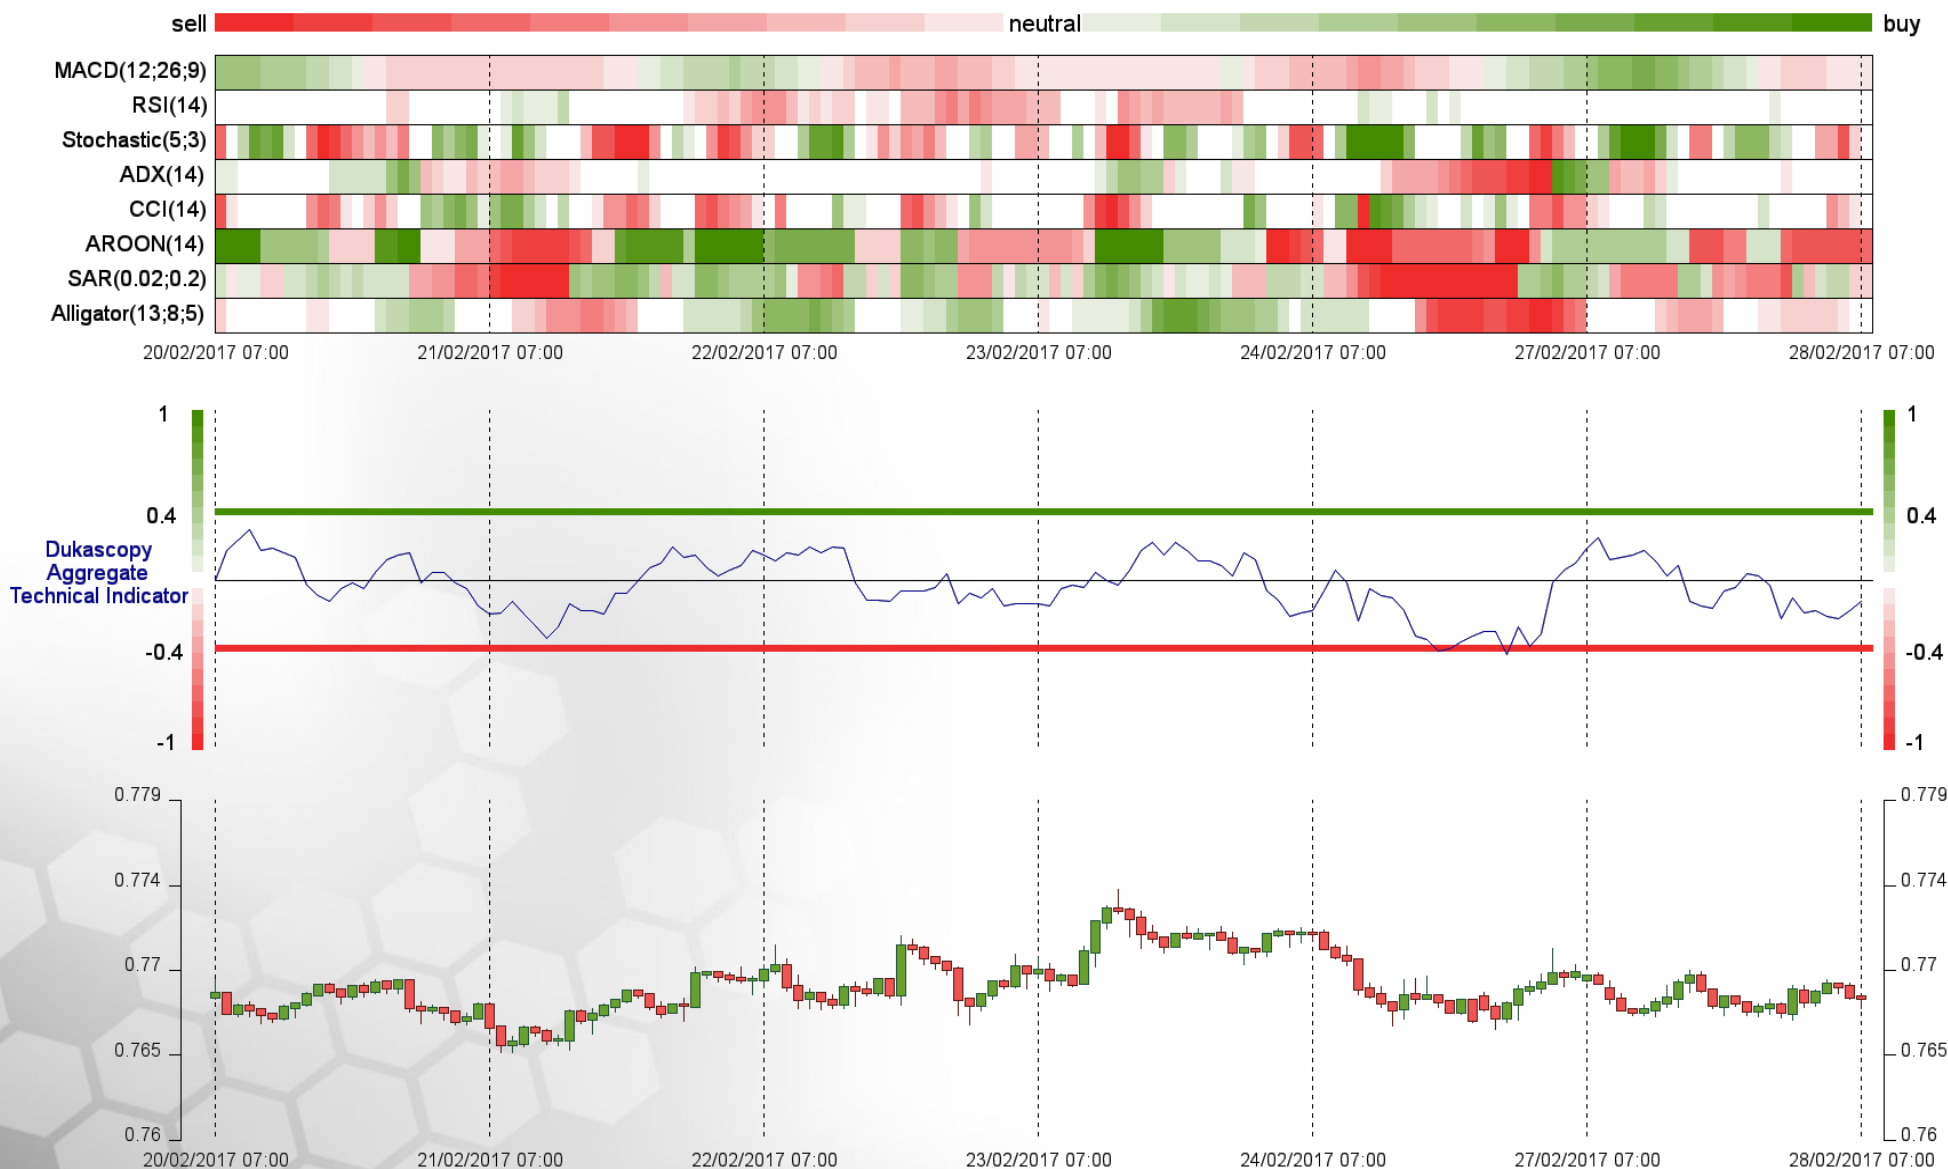 sell neutral buy
MACD(12;26;9)
RSI(14)
Stochastic(5;3)
ADX(14)
CCI(14)
AROON(14)
SAR(0.02;0.2)
Alligator(13;8;5)
20/02/2017 07:00 21/02/2017 07:00 22/02/2017 07:00 23/02/2017 07:00 24/02/2017 07:00 27/02/2017 07:00 28/02/2017 07:00
1 1
0.4 0.4
Dukascopy
Aggregate
Technical Indicator
-0.4 -0.4
-1 -1
0.779 0.779
0.774 0.774
0.77 0.77
0.765 0.765
0.76 0.76
20/02/2017 07:00 21/02/2017 07:00 22/02/2017 07:00 23/02/2017 07:00 24/02/2017 07:00 27/02/2017 07:00 28/02/2017 07:00